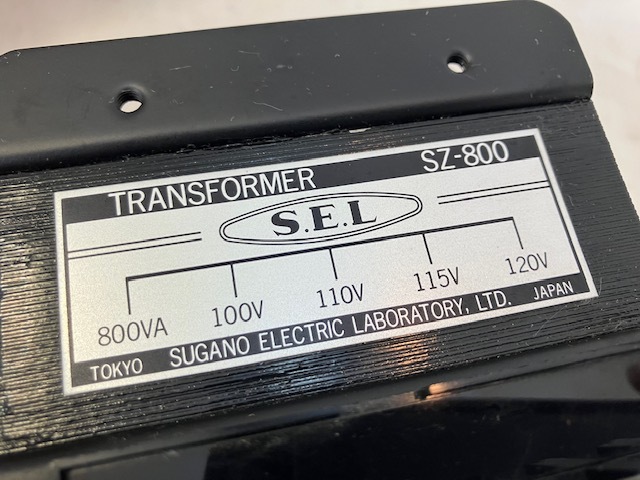 TRANSFORMER SZ-800
S.E.L
800VA 100V 110V 115V 120V
TOKYO SUGANO ELECTRIC LABORATORY, LTD. JAPAN